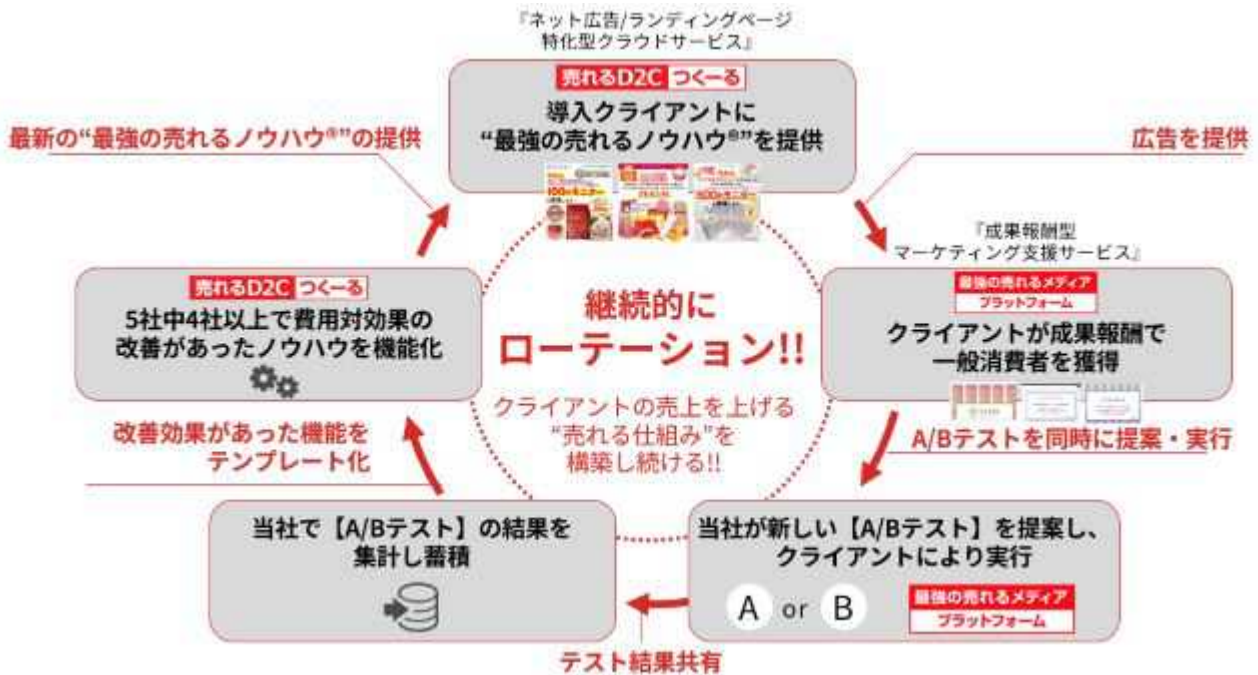 『ネット広告/ランディングページ
特化型クラウドサービス』
売れるD2Cつくーる
導入クライアントに
“最強の売れるノウハウ®”を提供
最新の“最強の売れるノウハウ®”の提供
広告を提供
『成果報酬型
マーケティング支援サービス』
最強の売れるメディア
プラットフォーム
クライアントが成果報酬で
一般消費者を獲得
売れるD2Cつくーる
5社中4社以上で費用対効果の
改善があったノウハウを機能化
継続的に
ローテーション!!
クライアントの売上を上げる
“売れる仕組み”を
構築し続ける!!
改善効果があった機能を
テンプレート化
A/Bテストを同時に提案・実行
当社で【A/Bテスト】の結果を
集計し蓄積
当社が新しい【A/Bテスト】を提案し、
クライアントにより実行
A or B
最強の売れるメディア
プラットフォーム
テスト結果共有